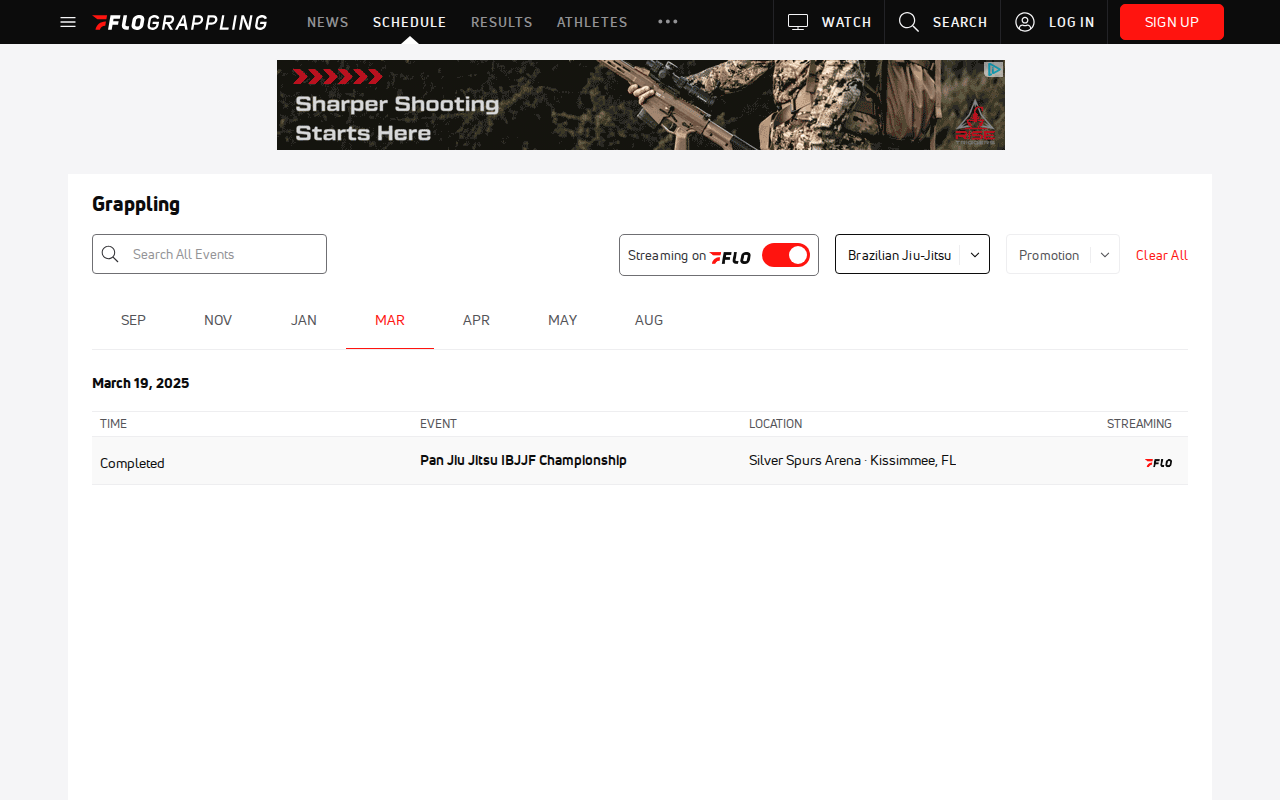 FLOGRAPPLING NEWS SCHEDULE RESULTS ATHLETES WATCH SEARCH LOG IN SIGN UP
Sharper Shooting
Starts Here
Grappling
Search All Events Streaming on FLO Brazilian Jiu-Jitsu Promotion Clear All
SEP NOV JAN MAR APR MAY AUG
March 19, 2025
TIME EVENT LOCATION STREAMING
Completed Pan Jiu Jitsu IBJJF Championship Silver Spurs Arena · Kissimmee, FL FLO